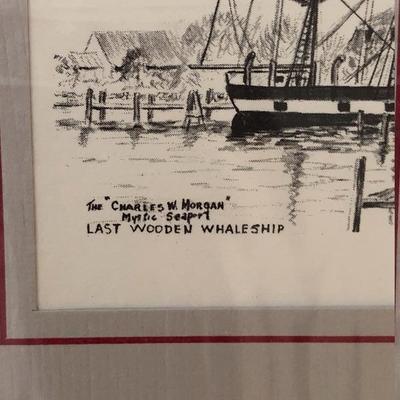 The "CHARLES W. MORGAN"
Mystic Seaport
LAST WOODEN WHALESHIP